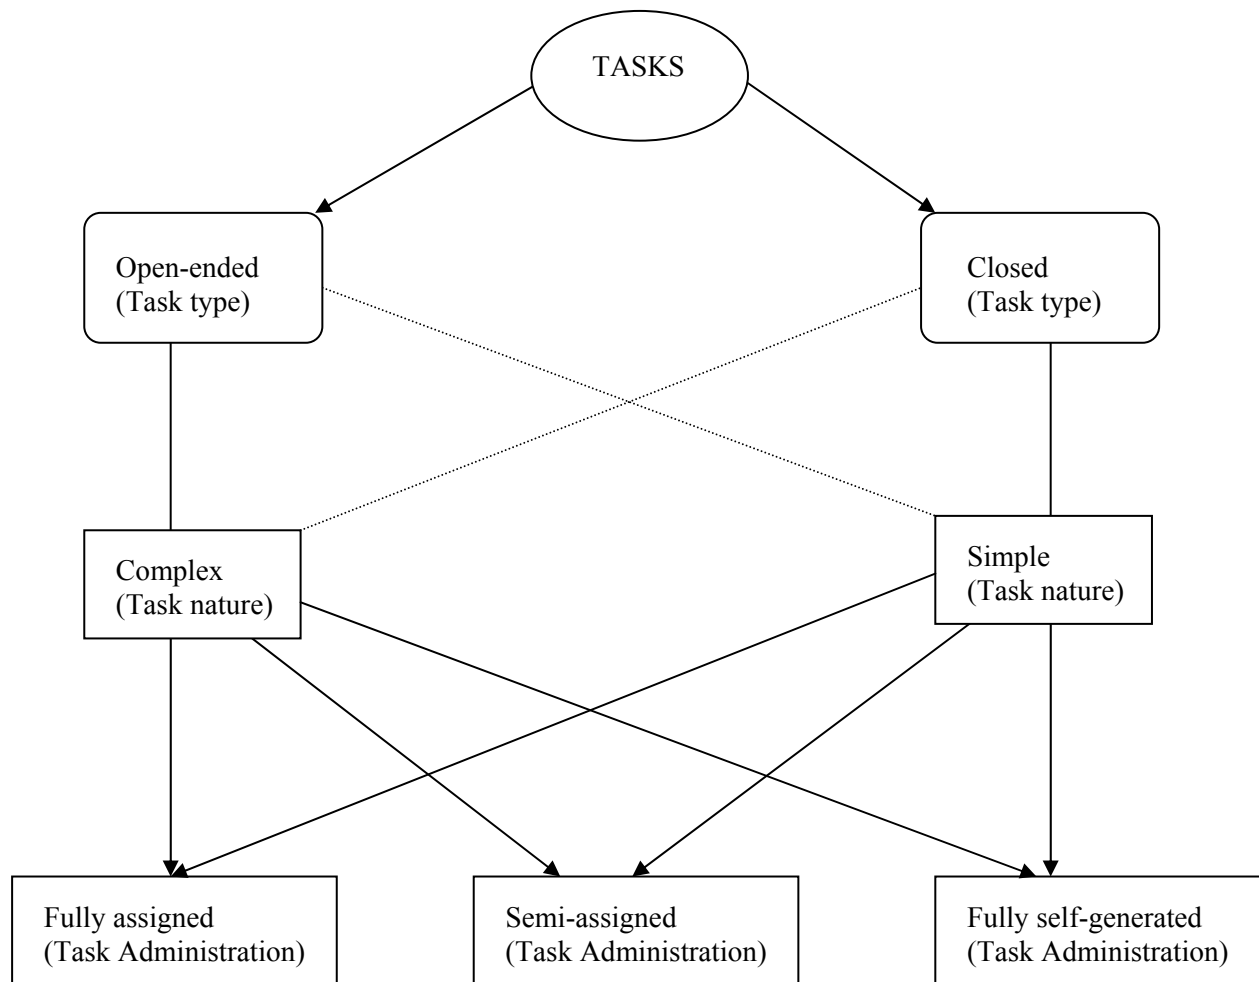 TASKS
Open-ended
(Task type)
Closed
(Task type)
Complex
(Task nature)
Simple
(Task nature)
Fully assigned
(Task Administration)
Semi-assigned
(Task Administration)
Fully self-generated
(Task Administration)